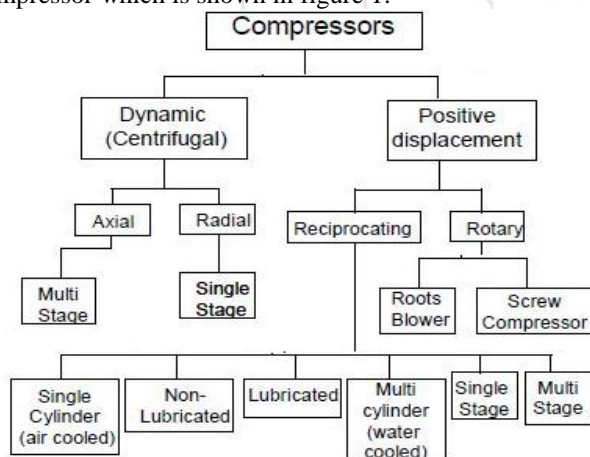 mpressor which is shown in figure 1.
Compressors
Dynamic
(Centrifugal)
Positive
displacement
Axial
Radial
Reciprocating
Rotary
Multi
Stage
Single
Stage
Roots
Blower
Screw
Compressor
Single
Cylinder
(air cooled)
Non-
Lubricated
Lubricated
Multi
cylinder
(water
cooled)
Single
Stage
Multi
Stage